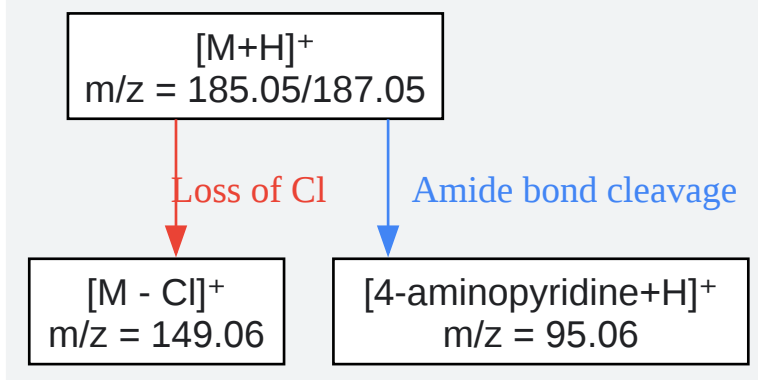 [M+H]⁺
m/z = 185.05/187.05
Loss of Cl
Amide bond cleavage
[M - Cl]⁺
m/z = 149.06
[4-aminopyridine+H]⁺
m/z = 95.06